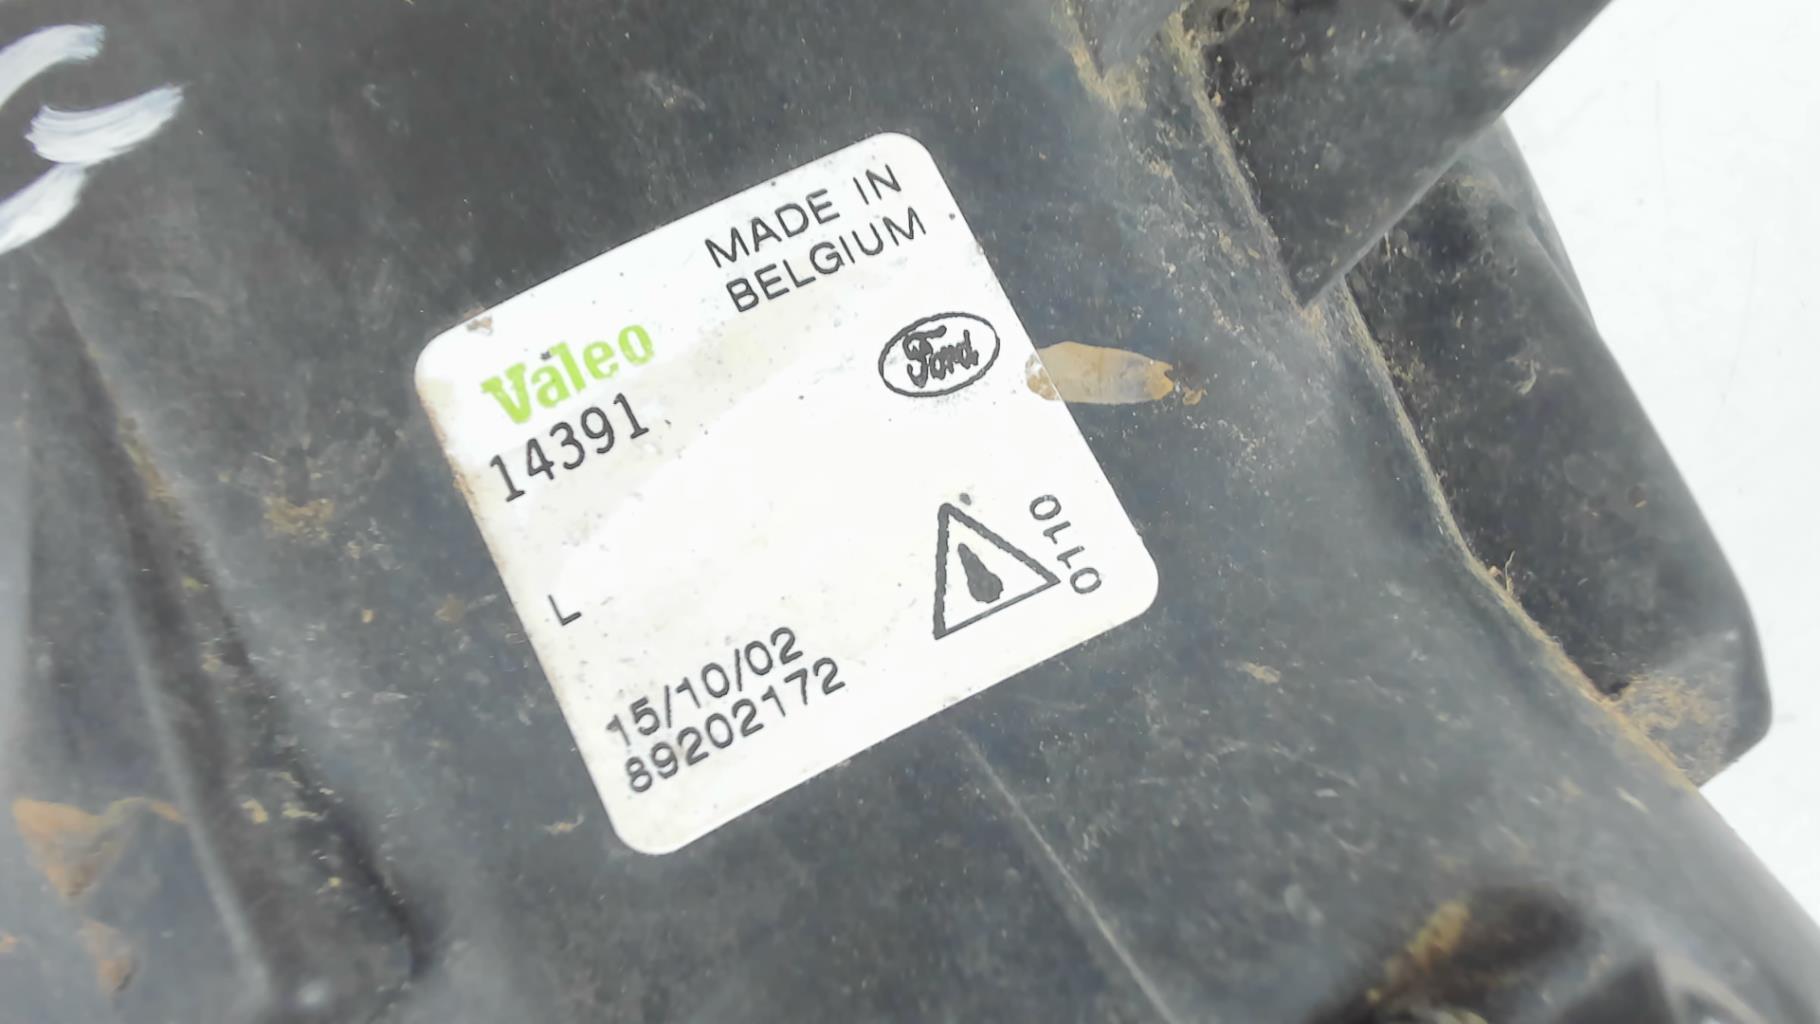 MADE IN
BELGIUM
Valeo
14391
Ford
0110
L
15/10/02
89202172